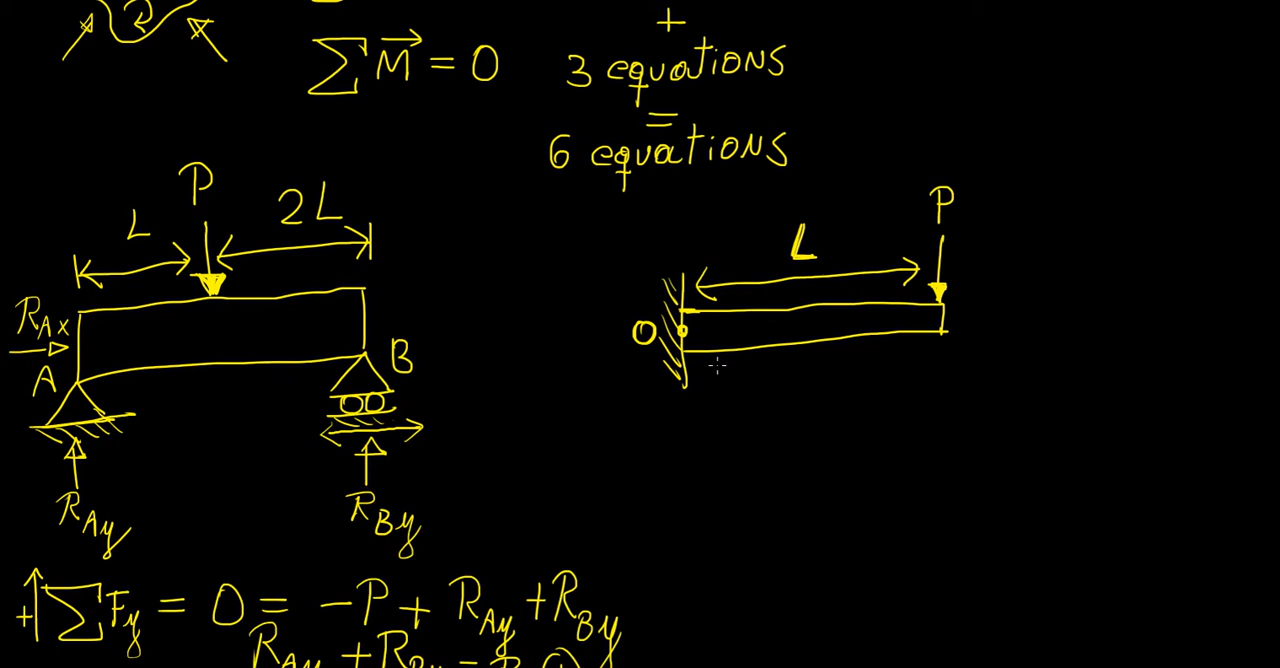 R
+
∑M⃗ = 0
3 equations
=
6 equations
P
L
2L
R_Ax
A
B
R_Ay
R_By
P
L
O
+ ∑F_y = 0 = -P + R_Ay + R_By